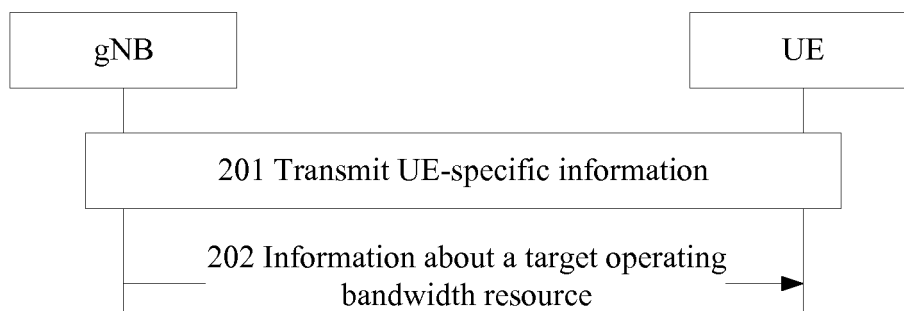 gNB
UE
201 Transmit UE-specific information
202 Information about a target operating
bandwidth resource